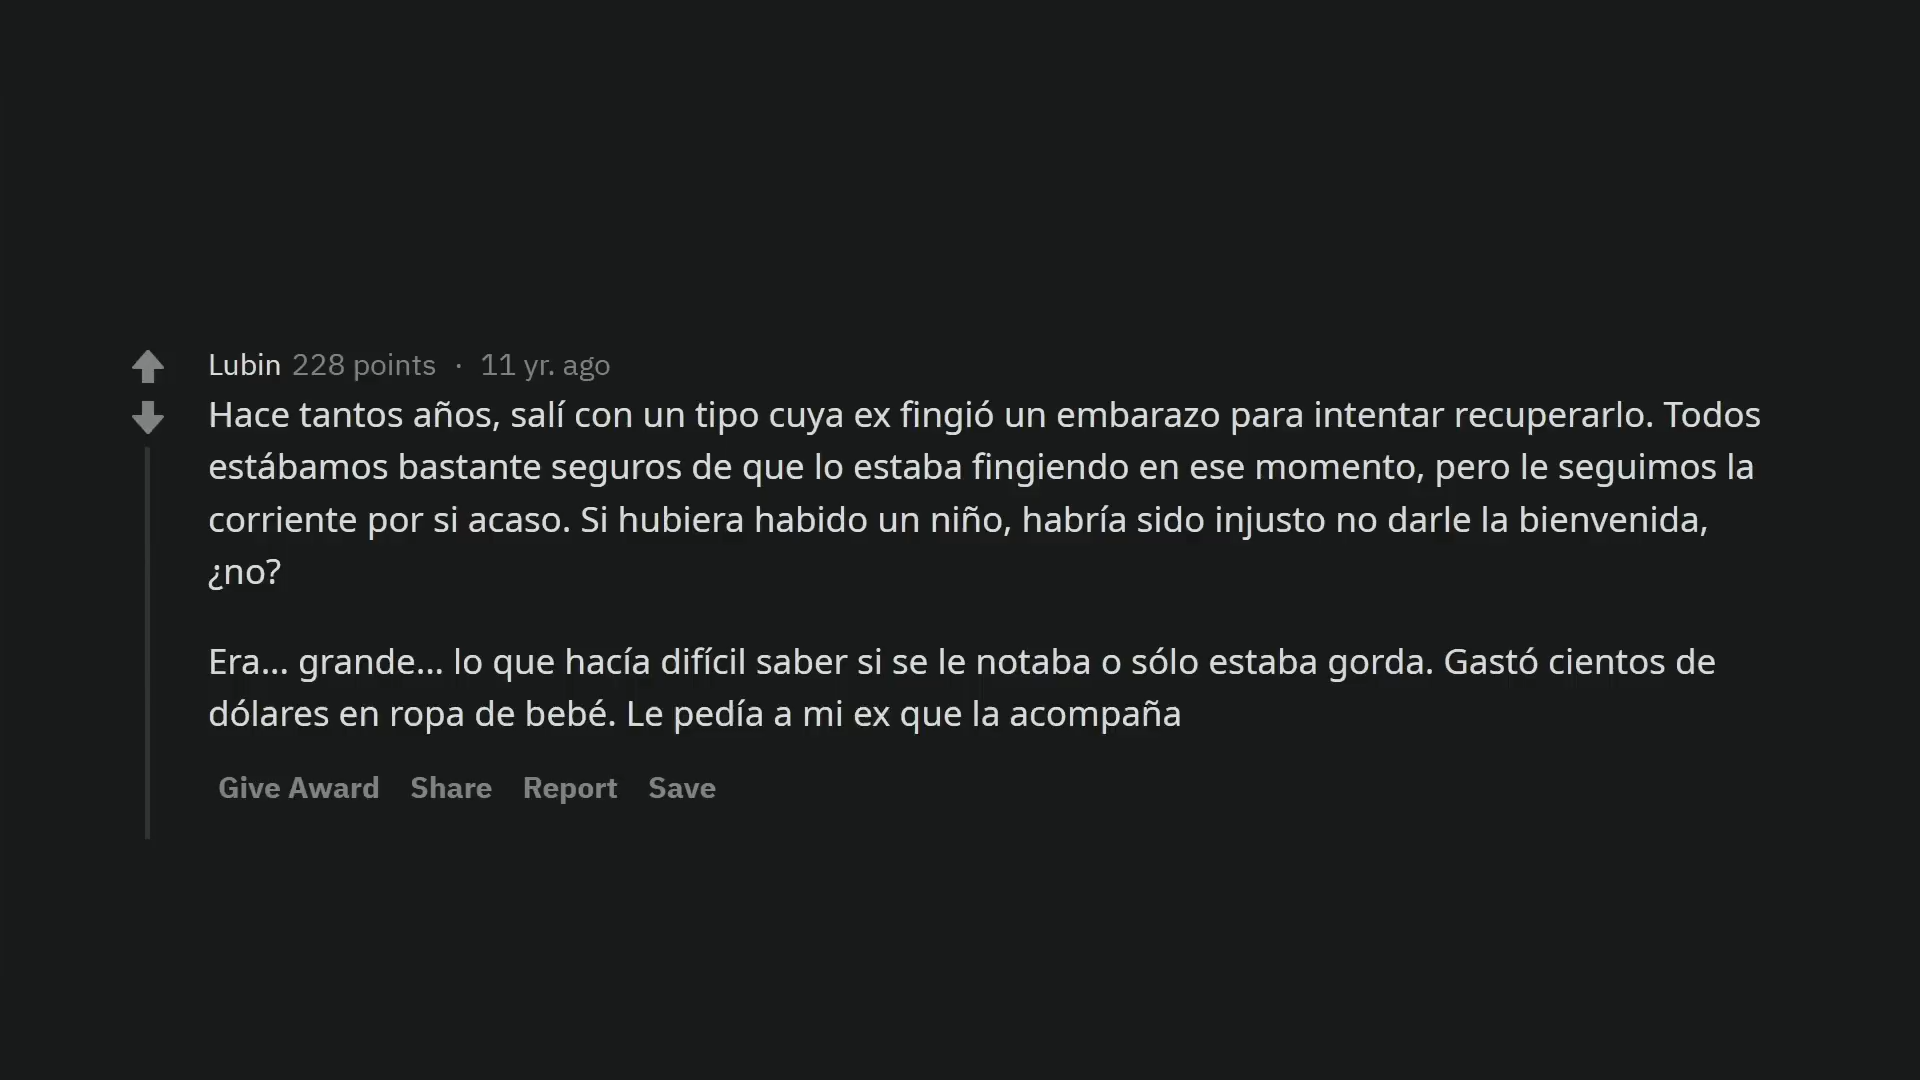 Lubin 228 points · 11 yr. ago
Hace tantos años, salí con un tipo cuya ex fingió un embarazo para intentar recuperarlo. Todos
estábamos bastante seguros de que lo estaba fingiendo en ese momento, pero le seguimos la
corriente por si acaso. Si hubiera habido un niño, habría sido injusto no darle la bienvenida,
¿no?
Era... grande... lo que hacía difícil saber si se le notaba o sólo estaba gorda. Gastó cientos de
dólares en ropa de bebé. Le pedía a mi ex que la acompaña
Give Award Share Report Save